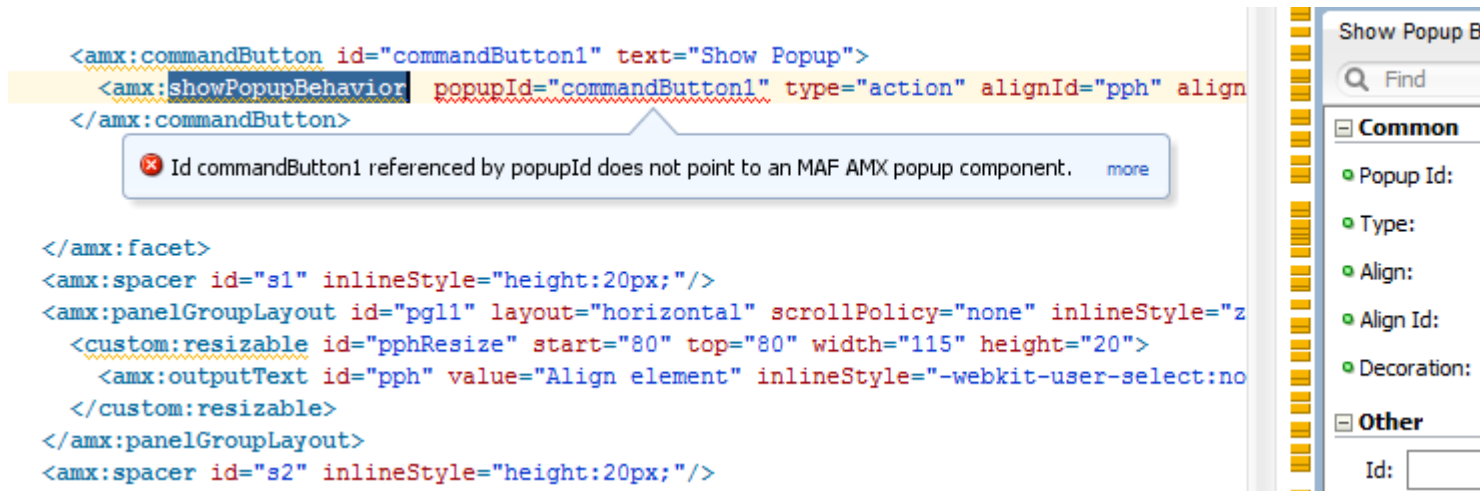 <amx:commandButton id="commandButton1" text="Show Popup">
<amx:showPopupBehavior popupId="commandButton1" type="action" alignId="pph" align
</amx:commandButton>
Id commandButton1 referenced by popupId does not point to an MAF AMX popup component. more
</amx:facet>
<amx:spacer id="s1" inlineStyle="height:20px;"/>
<amx:panelGroupLayout id="pgl1" layout="horizontal" scrollPolicy="none" inlineStyle="z
<custom:resizable id="pphResize" start="80" top="80" width="115" height="20">
<amx:outputText id="pph" value="Align element" inlineStyle="-webkit-user-select:no
</custom:resizable>
</amx:panelGroupLayout>
<amx:spacer id="s2" inlineStyle="height:20px;"/>
Show Popup B
Find
Common
Popup Id:
Type:
Align:
Align Id:
Decoration:
Other
Id: